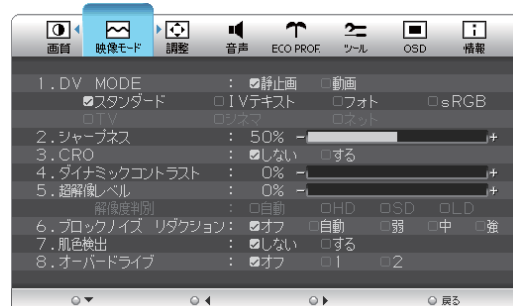 画質 映像モード 調整 音声 ECO PROF. ツール OSD 情報
1.DV MODE : ☑静止画 □動画
☑スタンダード □IVテキスト □フォト □sRGB
□TV □シネマ □ネット
2.シャープネス : 50% − +
3.CRO : ☑しない □する
4.ダイナミックコントラスト : 0% − +
5.超解像レベル : 0% − +
解像度判別 : □自動 □HD □SD □LD
6.ブロックノイズ リダクション: ☑オフ □自動 □弱 □中 □強
7.肌色検出 : ☑しない □する
8.オーバードライブ : ☑オフ □1 □2
戻る